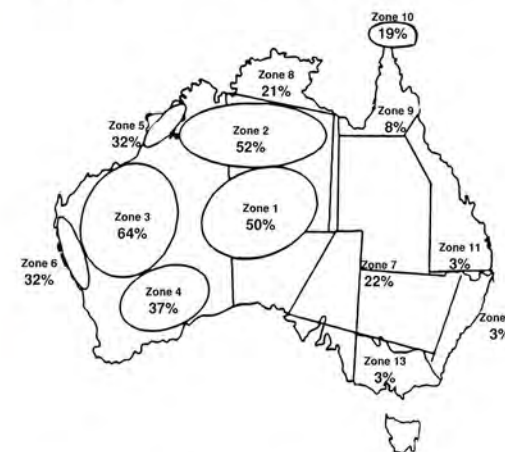 Zone 10
19%
Zone 8
21%
Zone 5
32%
Zone 2
52%
Zone 9
8%
Zone 3
64%
Zone 1
50%
Zone 6
32%
Zone 4
37%
Zone 7
22%
Zone 11
3%
Zone
3%
Zone 13
3%